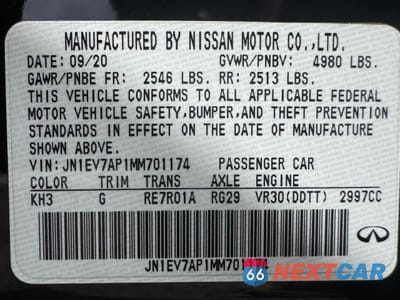 MANUFACTURED BY NISSAN MOTOR CO.,LTD.
DATE: 09/20 GVWR/PNBV: 4980 LBS.
GAWR/PNBE FR: 2546 LBS. RR: 2513 LBS.
THIS VEHICLE CONFORMS TO ALL APPLICABLE FEDERAL
MOTOR VEHICLE SAFETY, BUMPER, AND THEFT PREVENTION
STANDARDS IN EFFECT ON THE DATE OF MANUFACTURE
SHOWN ABOVE.
VIN: JN1EV7AP1MM701174 PASSENGER CAR
COLOR TRIM TRANS AXLE ENGINE
KH3 G RE7R01A RG29 VR30(DDTT) 2997CC
JN1EV7AP1MM701174
66 NEXTCAR